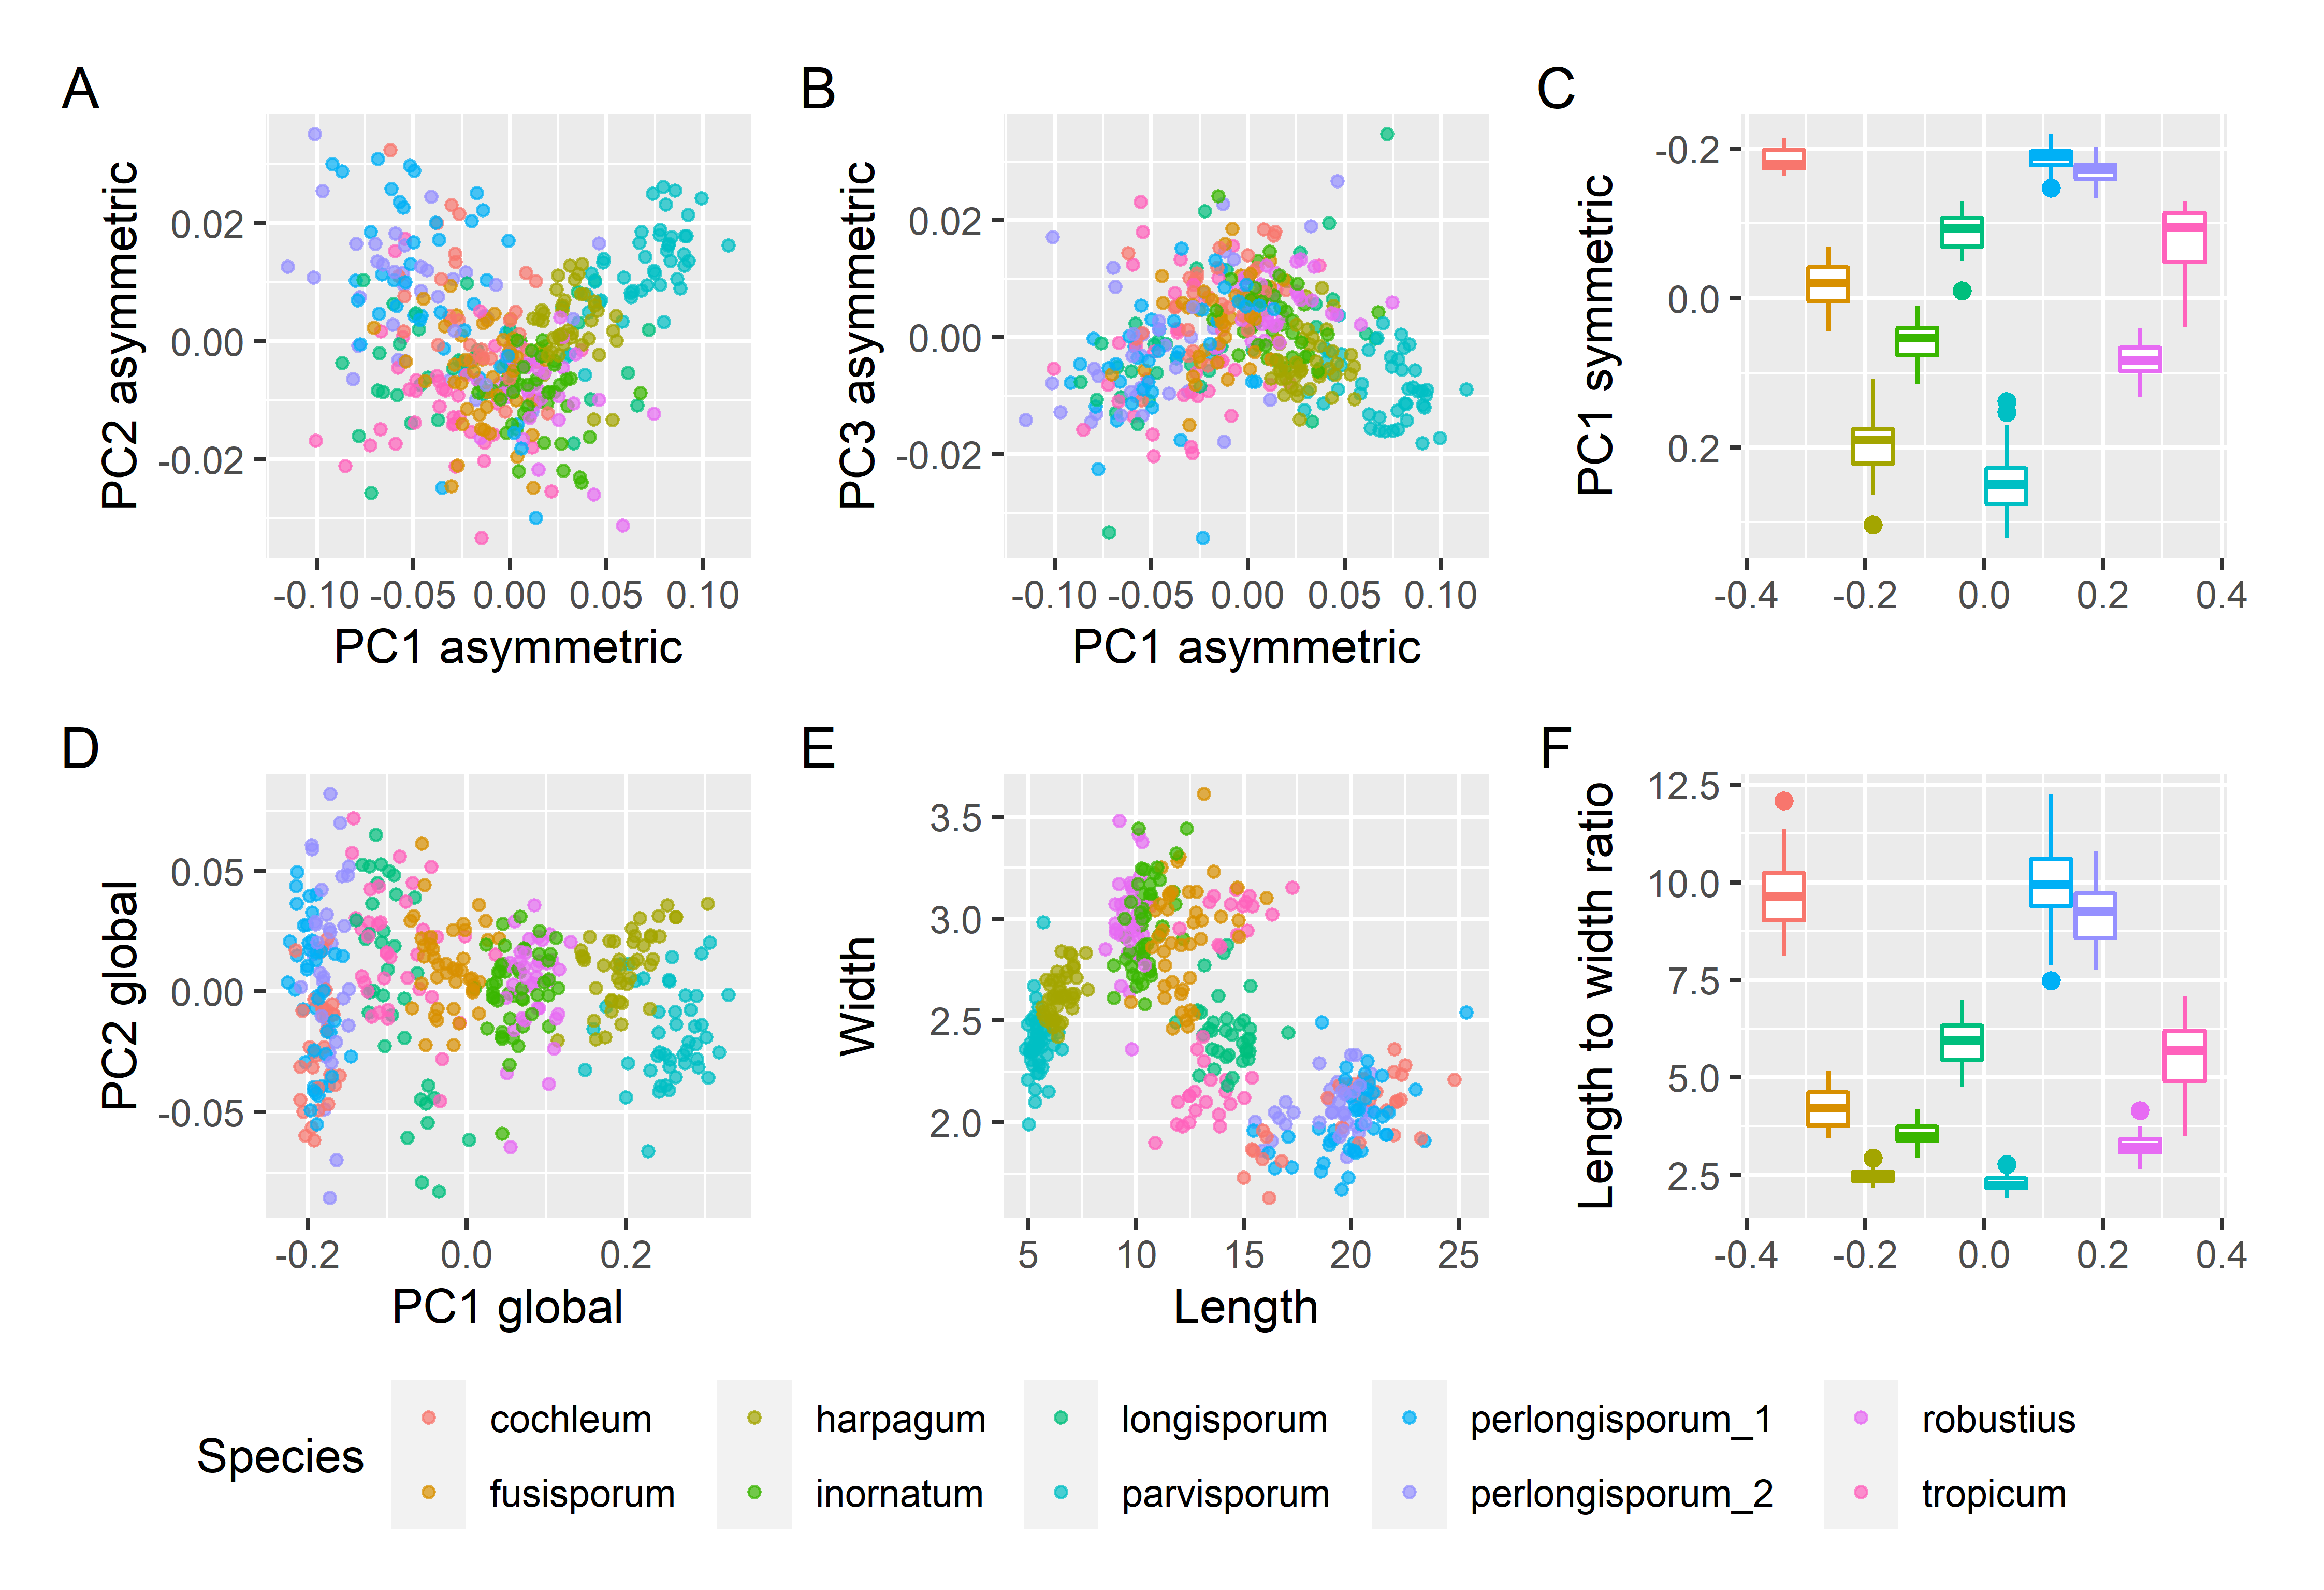 A
B
C
PC2 asymmetric
0.02
0.00
-0.02
-0.10 -0.05 0.00 0.05 0.10
PC1 asymmetric
PC3 asymmetric
0.02
0.00
-0.02
-0.10 -0.05 0.00 0.05 0.10
PC1 asymmetric
PC1 symetric
-0.2
0.0
0.2
-0.4 -0.2 0.0 0.2 0.4
D
E
F
PC2 global
0.05
0.00
-0.05
-0.2 0.0 0.2
PC1 global
Width
3.5
3.0
2.5
2.0
5 10 15 20 25
Length
Length to width ratio
12.5
10.0
7.5
5.0
2.5
-0.4 -0.2 0.0 0.2 0.4
Species
cochleum harpagum longisporum perlongisporum_1 robustius
fusisporum inornatum parvisporum perlongisporum_2 tropicum